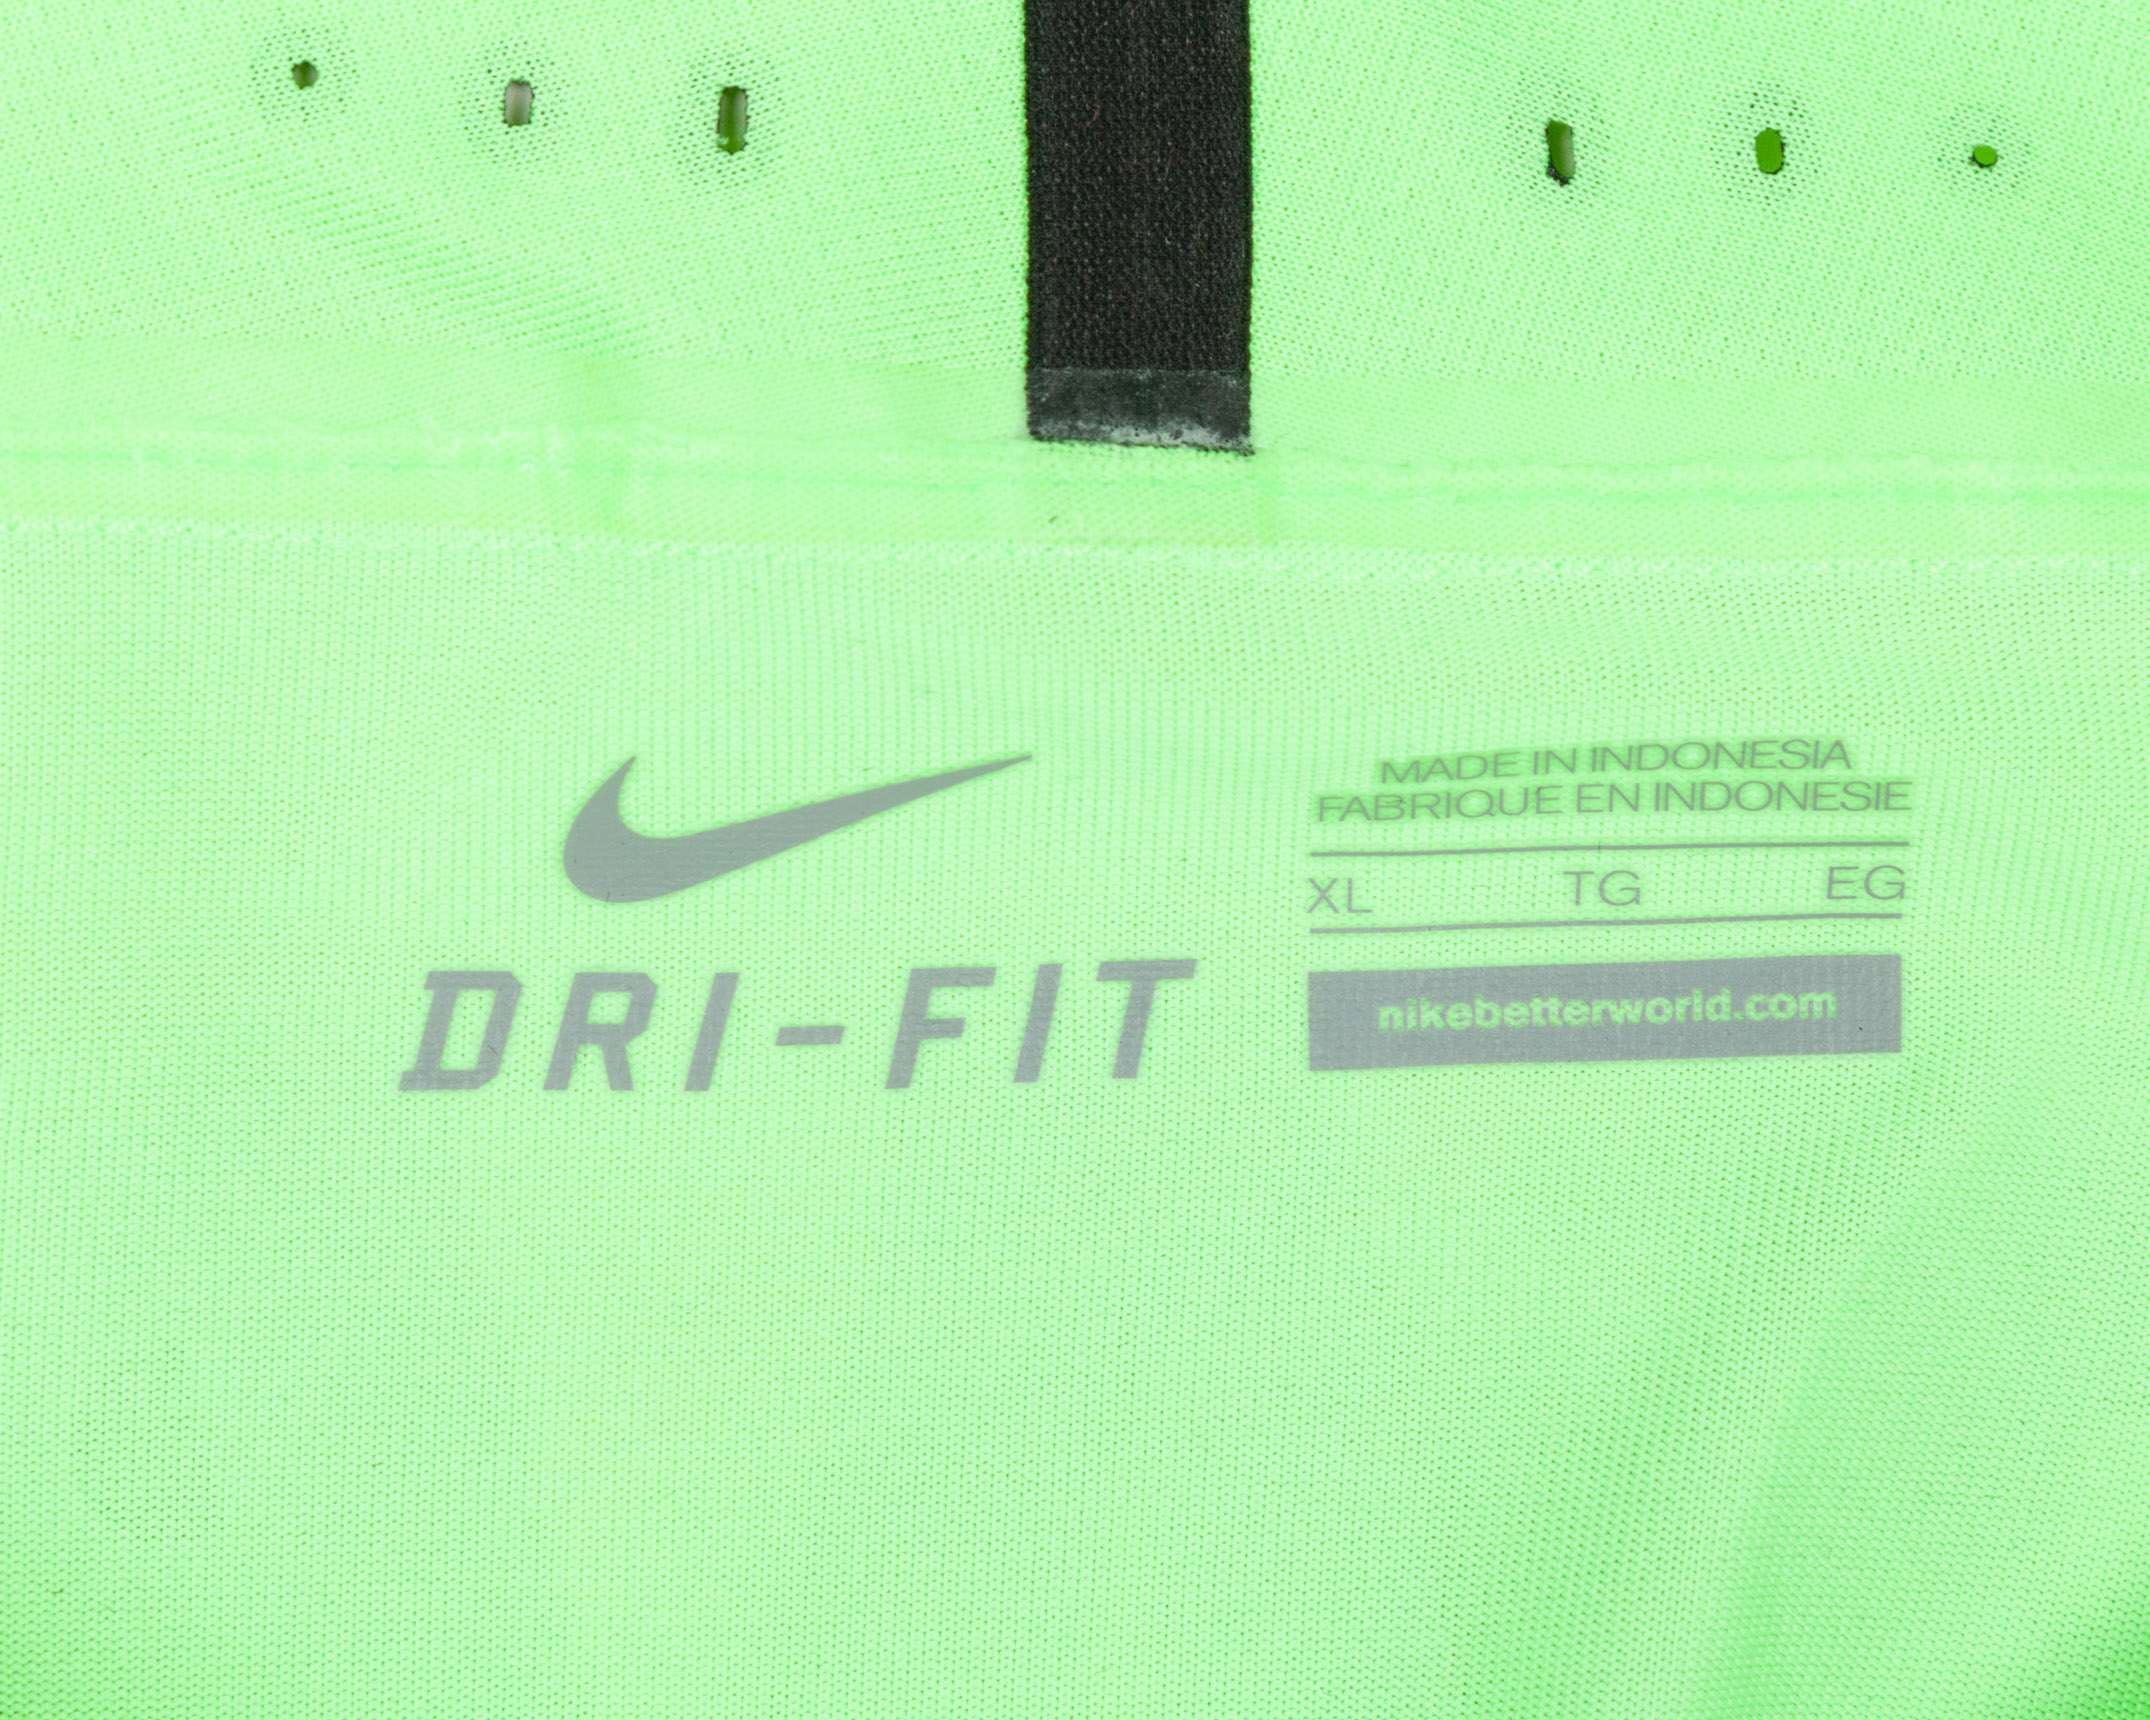 DRI-FIT
MADE IN INDONESIA
FABRIQUE EN INDONESIE
XL TG EG
nikebetterworld.com